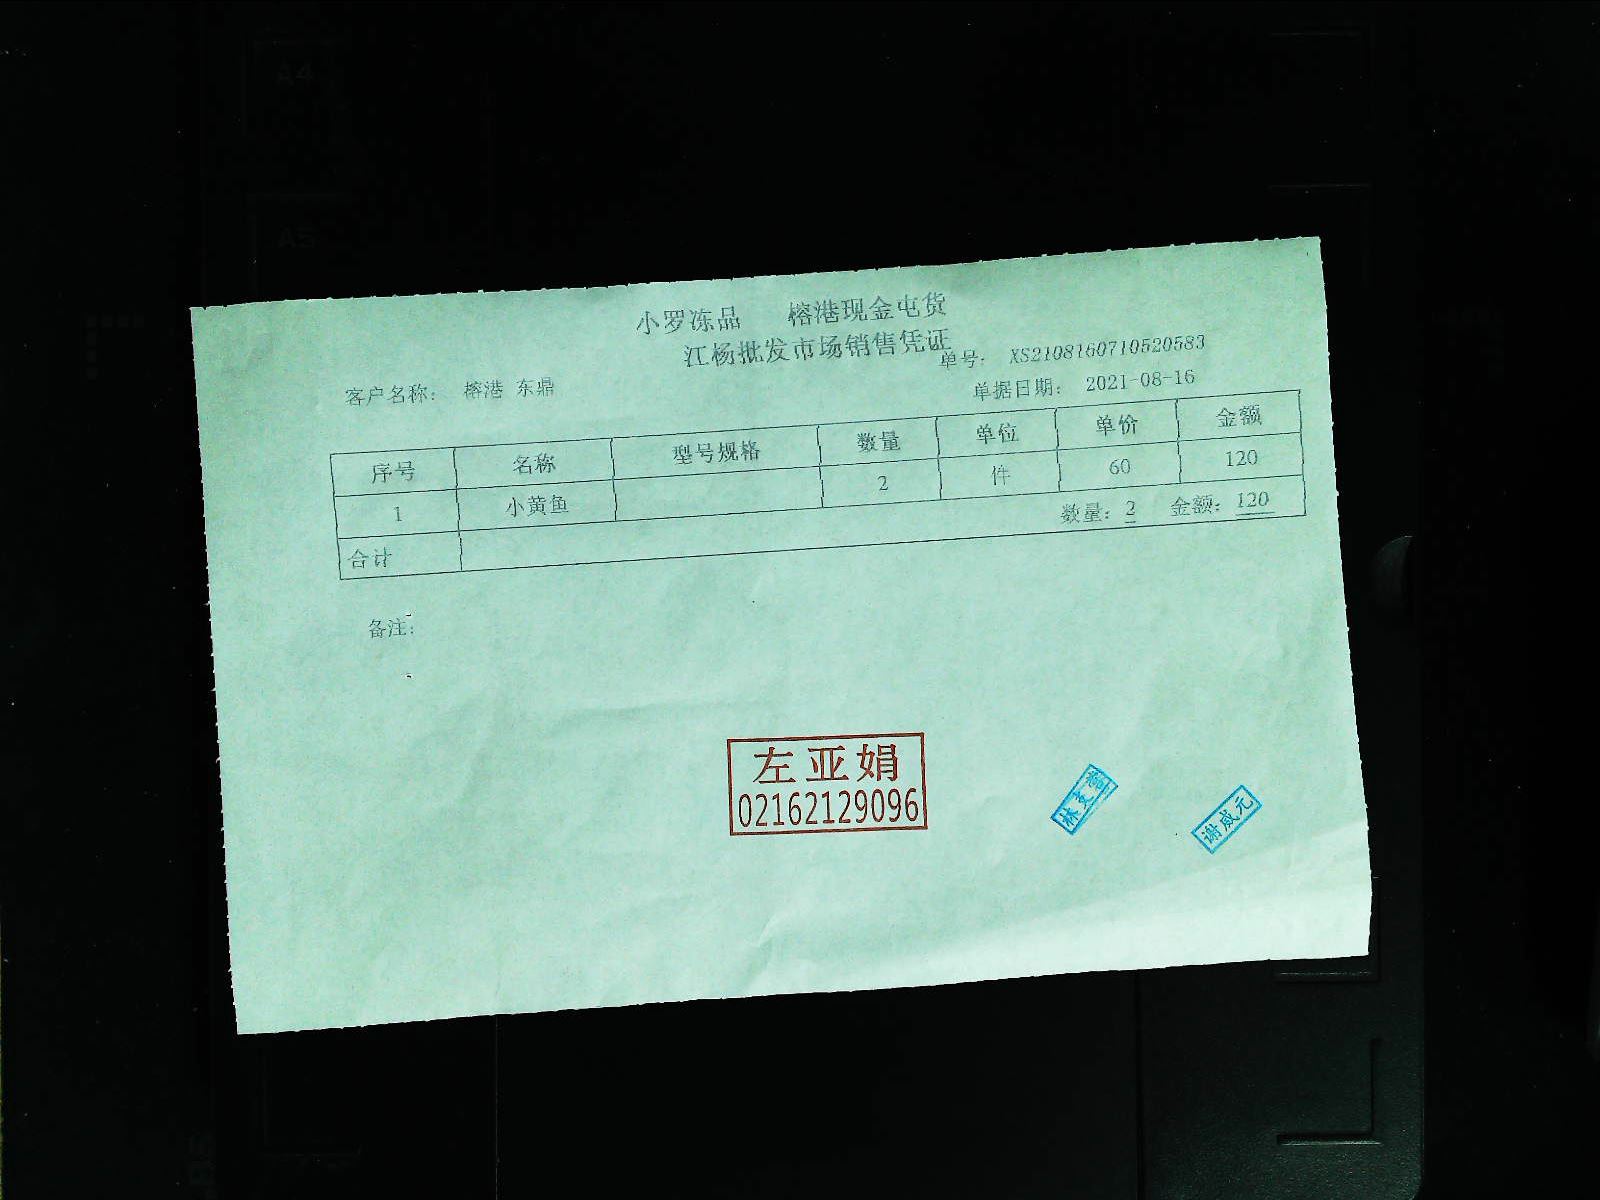 小罗冻品 榕港现金屯货
江杨批发市场销售凭证
单号： XS2108160710520583
客户名称： 榕港 东鼎
单据日期： 2021-08-16
序号 名称 型号规格 数量 单位 单价 金额
1 小黄鱼 2 件 60 120
合计 数量：2 金额：120
备注：
左亚娟
02162129096
谢威元
A4
A5